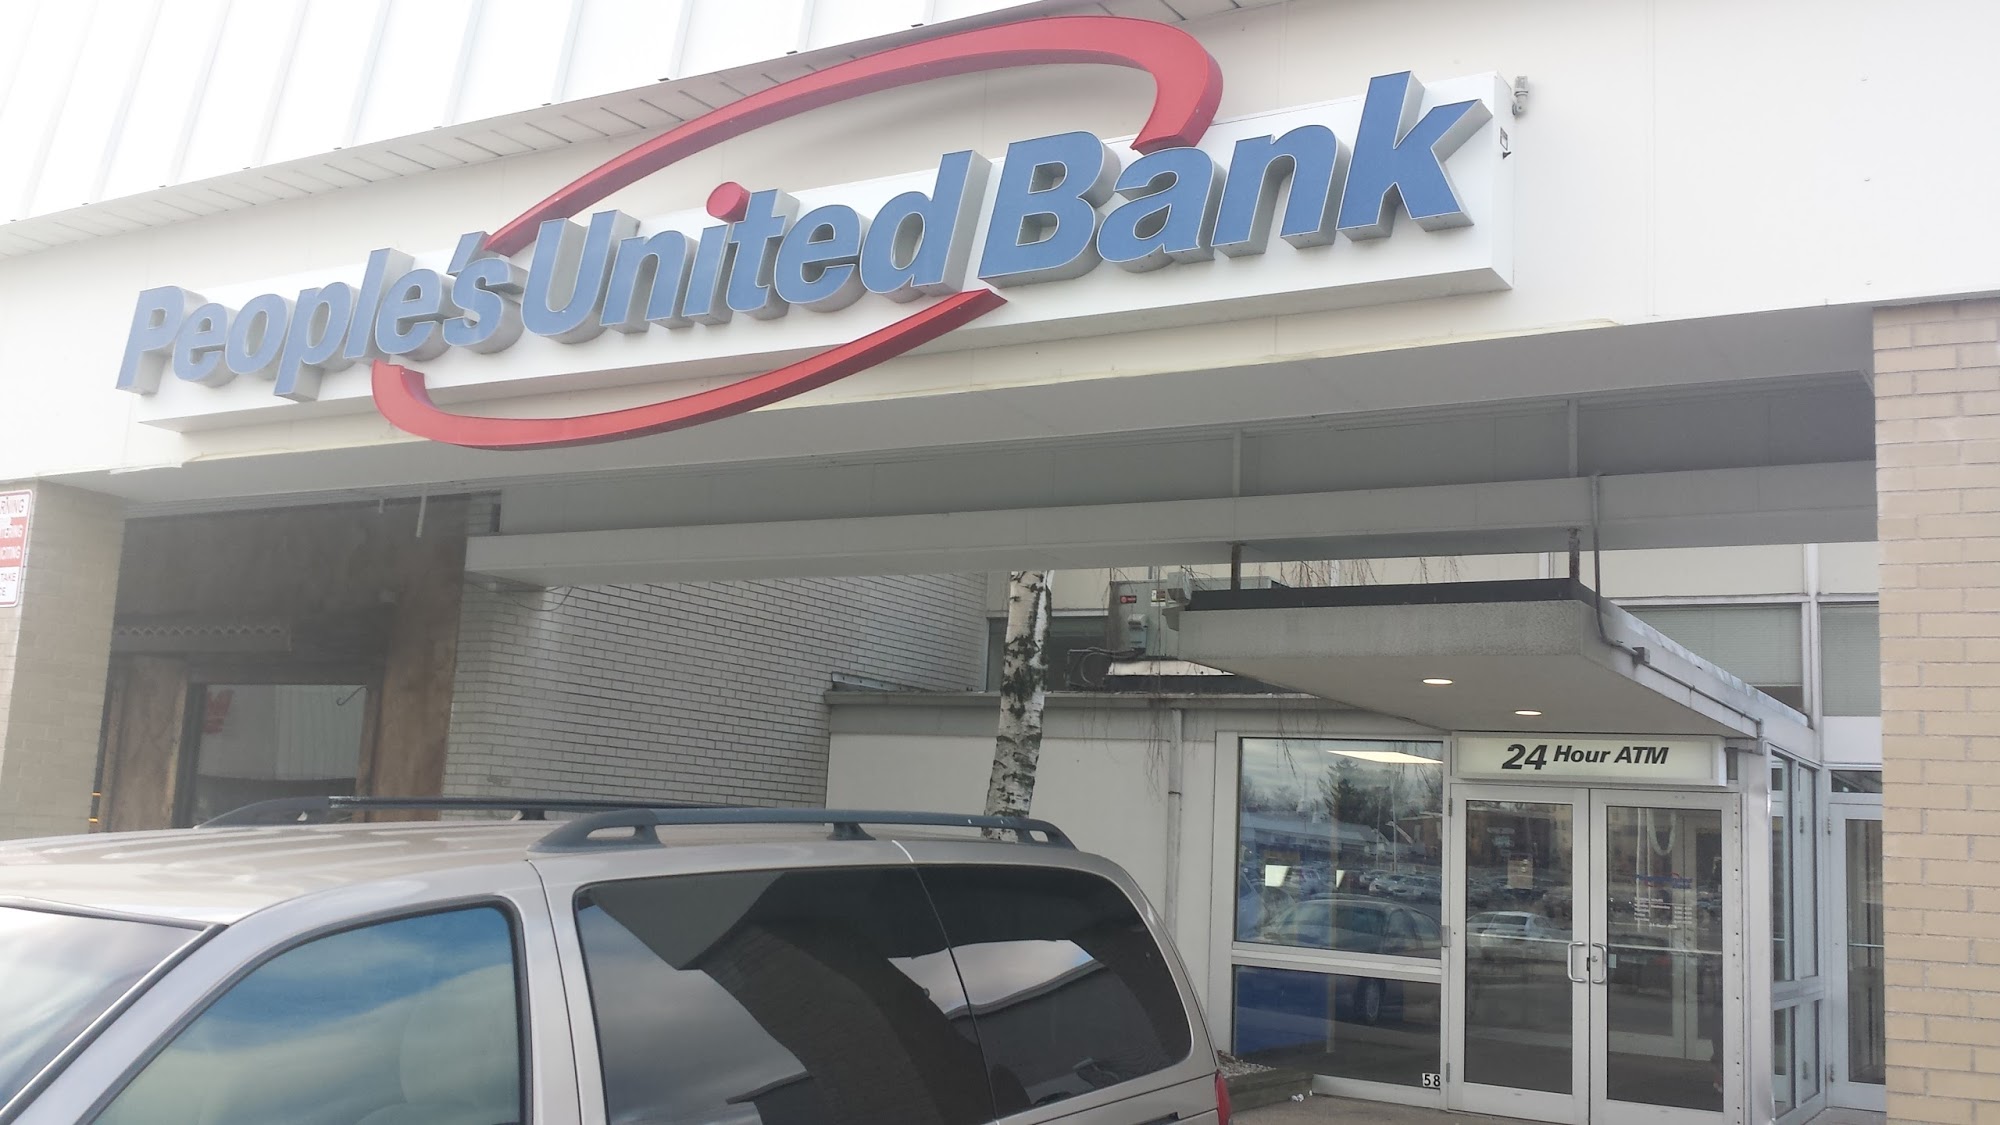 People's United Bank
24 Hour ATM
58